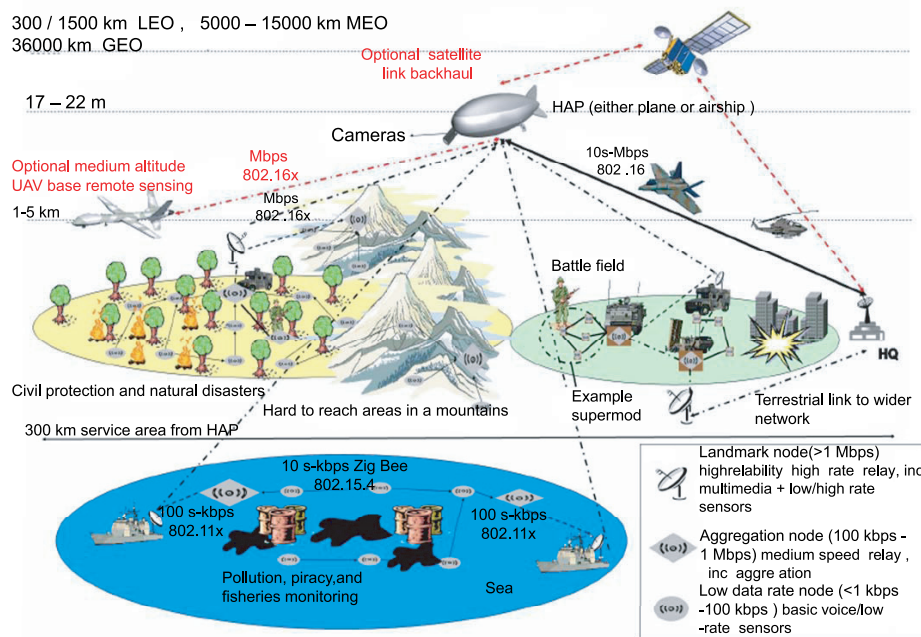 300 / 1500 km LEO , 5000 – 15000 km MEO
36000 km GEO
Optional satellite
link backhaul
17 – 22 m
HAP (either plane or airship )
Cameras
Optional medium altitude
UAV base remote sensing
Mbps
802.16x
Mbps
802.16x
10s-Mbps
802 .16
1-5 km
Battle field
HQ
Civil protection and natural disasters
Hard to reach areas in a mountains
Example
supermod
Terrestrial link to wider
network
300 km service area from HAP
10 s-kbps Zig Bee
802.15.4
100 s-kbps
802.11x
100 s-kbps
802.11x
Pollution, piracy,and
fisheries monitoring
Sea
Landmark node(>1 Mbps)
highrelability high rate relay, inc
multimedia + low/high rate
sensors
Aggregation node (100 kbps -
1 Mbps) medium speed relay ,
inc aggre ation
Low data rate node (<1 kbps
-100 kbps ) basic voice/low
-rate sensors